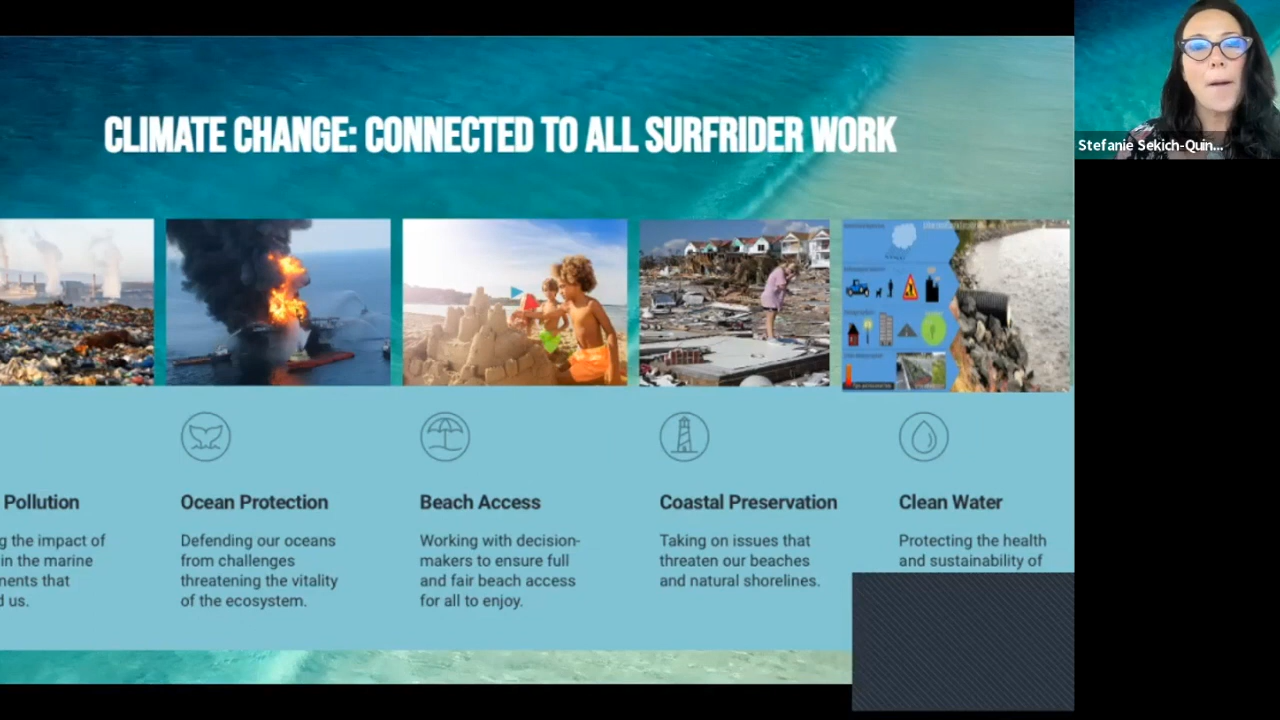 CLIMATE CHANGE: CONNECTED TO ALL SURFRIDER WORK
Stefanie Sekich-Quin...
Pollution
g the impact of
in the marine
nents that
d us.
Ocean Protection
Defending our oceans
from challenges
threatening the vitality
of the ecosystem.
Beach Access
Working with decision-
makers to ensure full
and fair beach access
for all to enjoy.
Coastal Preservation
Taking on issues that
threaten our beaches
and natural shorelines.
Clean Water
Protecting the health
and sustainability of